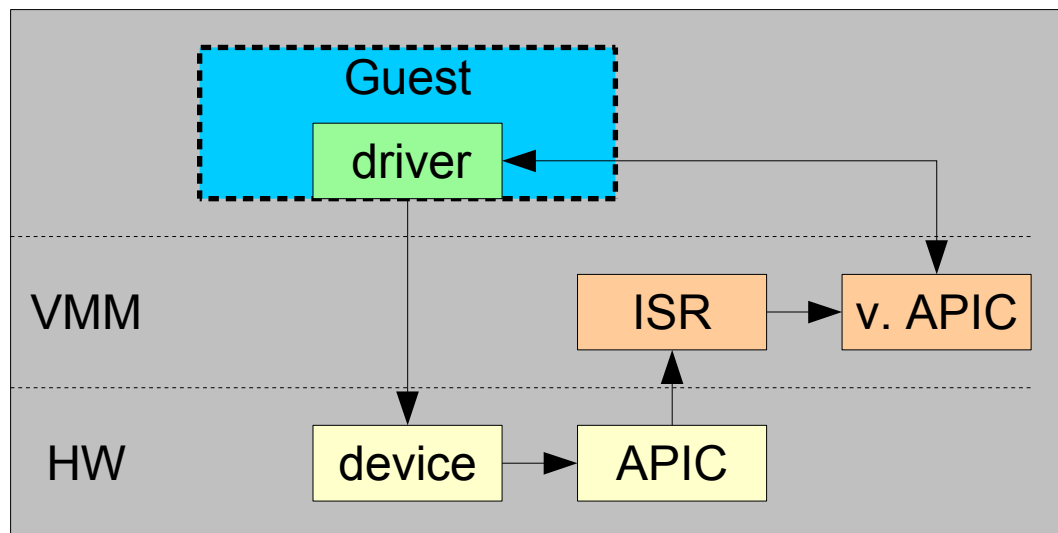 Guest
driver
VMM
ISR
v. APIC
HW
device
APIC